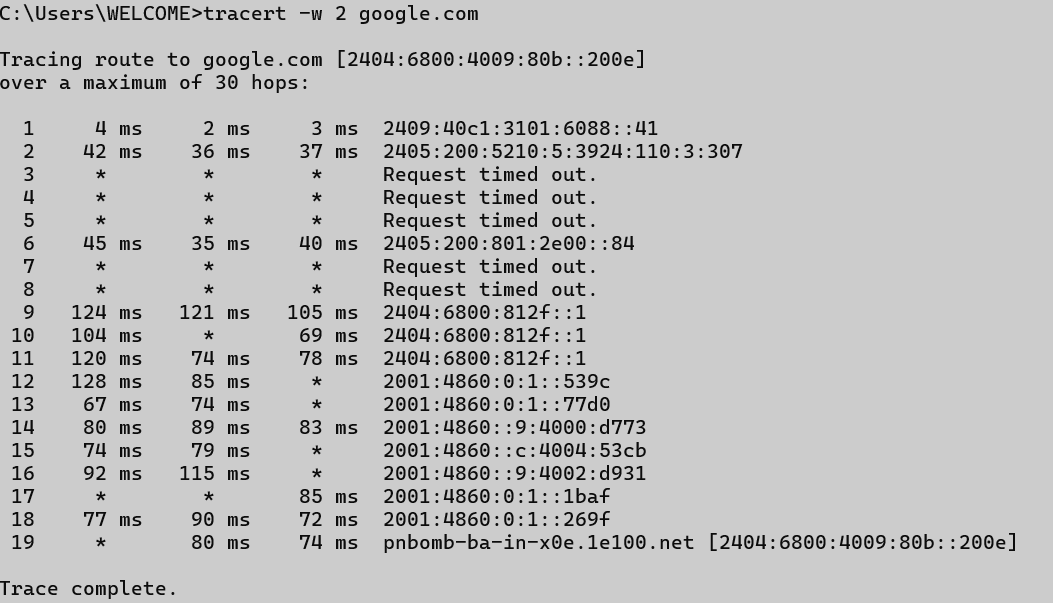 C:\Users\WELCOME>tracert -w 2 google.com
Tracing route to google.com [2404:6800:4009:80b::200e]
over a maximum of 30 hops:
1 4 ms 2 ms 3 ms 2409:40c1:3101:6088::41
2 42 ms 36 ms 37 ms 2405:200:5210:5:3924:110:3:307
3 * * * Request timed out.
4 * * * Request timed out.
5 * * * Request timed out.
6 45 ms 35 ms 40 ms 2405:200:801:2e00::84
7 * * * Request timed out.
8 * * * Request timed out.
9 124 ms 121 ms 105 ms 2404:6800:812f::1
10 104 ms * 69 ms 2404:6800:812f::1
11 120 ms 74 ms 78 ms 2404:6800:812f::1
12 128 ms 85 ms * 2001:4860:0:1::539c
13 67 ms 74 ms * 2001:4860:0:1::77d0
14 80 ms 89 ms 83 ms 2001:4860::9:4000:d773
15 74 ms 79 ms * 2001:4860::c:4004:53cb
16 92 ms 115 ms * 2001:4860::9:4002:d931
17 * * 85 ms 2001:4860:0:1::1baf
18 77 ms 90 ms 72 ms 2001:4860:0:1::269f
19 * 80 ms 74 ms pnbomb-ba-in-x0e.1e100.net [2404:6800:4009:80b::200e]
Trace complete.